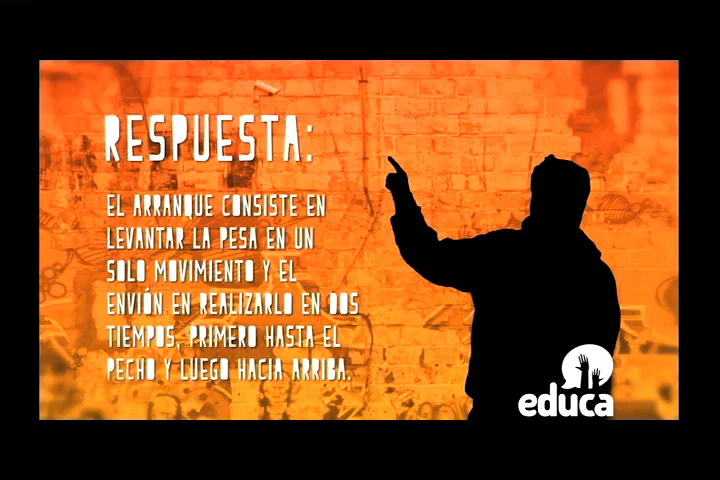 RESPUESTA:
EL ARRANQUE CONSISTE EN
LEVANTAR LA PESA EN UN
SOLO MOVIMIENTO Y EL
ENVIÓN EN REALIZARLO EN DOS
TIEMPOS, PRIMERO HASTA EL
PECHO Y LUEGO HACIA ARRIBA.
educa